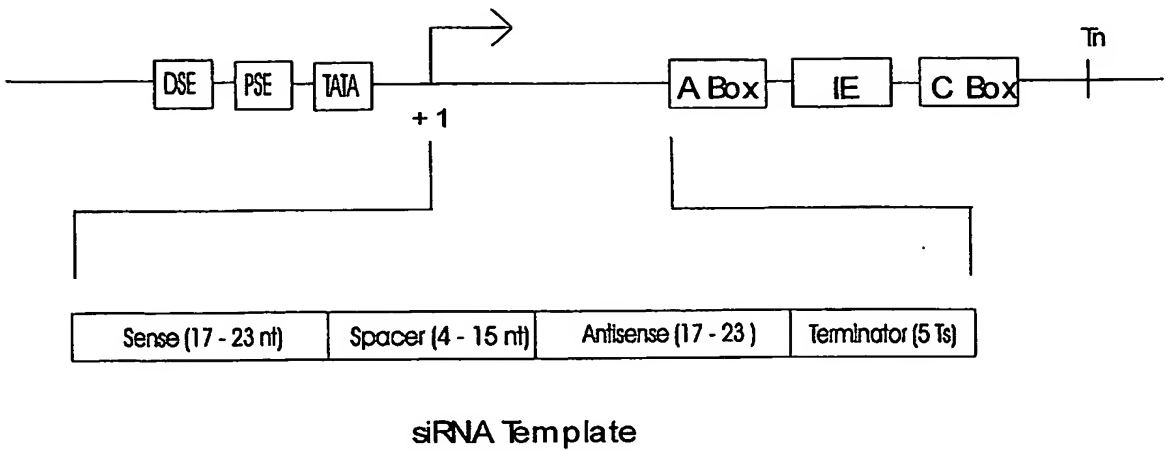 Tn
DSE PSE TATA A Box IE C Box
+ 1
Sense (17 - 23 nt) Spacer (4 - 15 nt) Antisense (17 - 23 ) Terminator (5 Ts)
siRNA Template